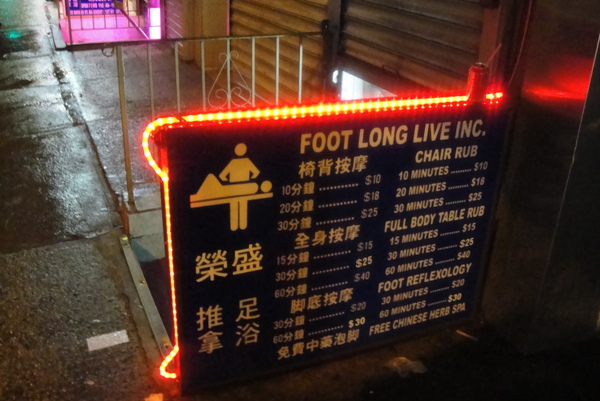 FOOT LONG LIVE INC.
椅背按摩
10分鐘 ............ $10
20分鐘 ............ $18
30分鐘 ............ $25
全身按摩
15分鐘 ............ $15
30分鐘 ............ $25
60分鐘 ............ $40
脚底按摩
30分鐘 ............ $20
60分鐘 ............ $30
免費中藥泡脚
CHAIR RUB
10 MINUTES ......... $10
20 MINUTES ......... $18
30 MINUTES ......... $25
FULL BODY TABLE RUB
15 MINUTES ......... $15
30 MINUTES ......... $25
60 MINUTES ......... $40
FOOT REFLEXOLOGY
30 MINUTES ......... $20
60 MINUTES ......... $30
FREE CHINESE HERB SPA
榮盛
推拿
足浴